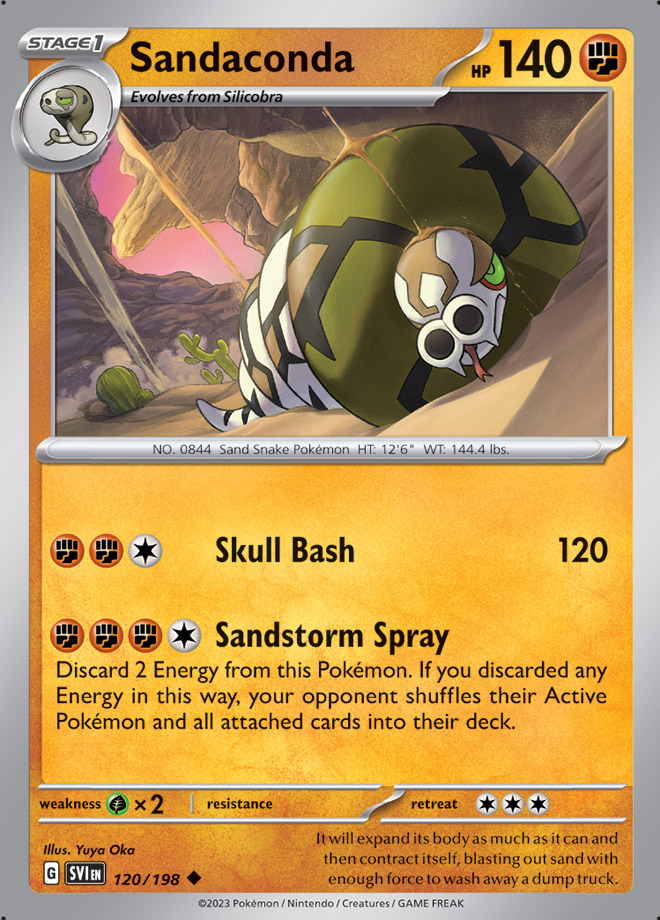 STAGE1
Sandaconda
HP 140
Evolves from Silicobra
NO. 0844 Sand Snake Pokémon HT: 12'6" WT: 144.4 lbs.
Skull Bash 120
Sandstorm Spray
Discard 2 Energy from this Pokémon. If you discarded any
Energy in this way, your opponent shuffles their Active
Pokémon and all attached cards into their deck.
weakness ×2 resistance retreat
Illus. Yuya Oka
G SVI EN 120/198
It will expand its body as much as it can and
then contract itself, blasting out sand with
enough force to wash away a dump truck.
©2023 Pokémon / Nintendo / Creatures / GAME FREAK